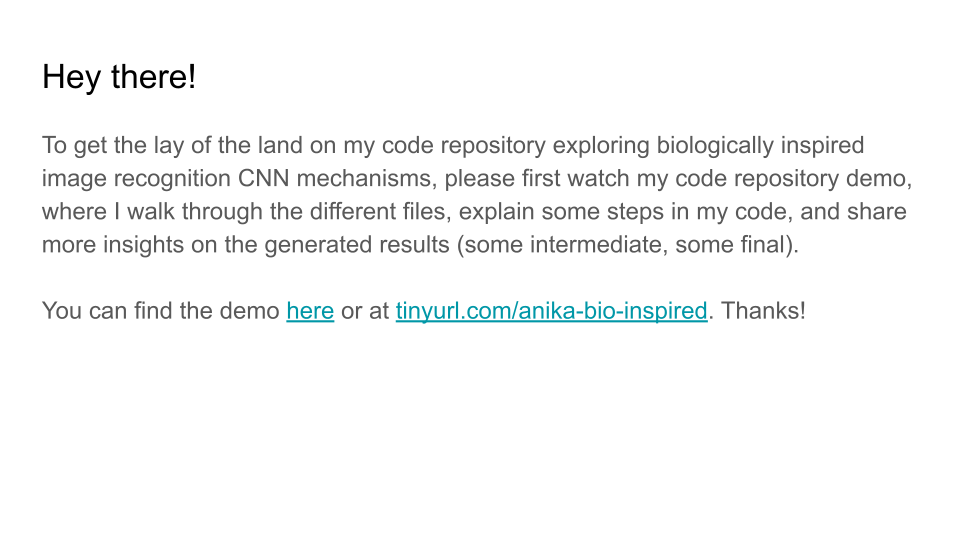 Hey there!
To get the lay of the land on my code repository exploring biologically inspired
image recognition CNN mechanisms, please first watch my code repository demo,
where I walk through the different files, explain some steps in my code, and share
more insights on the generated results (some intermediate, some final).
You can find the demo here or at tinyurl.com/anika-bio-inspired. Thanks!